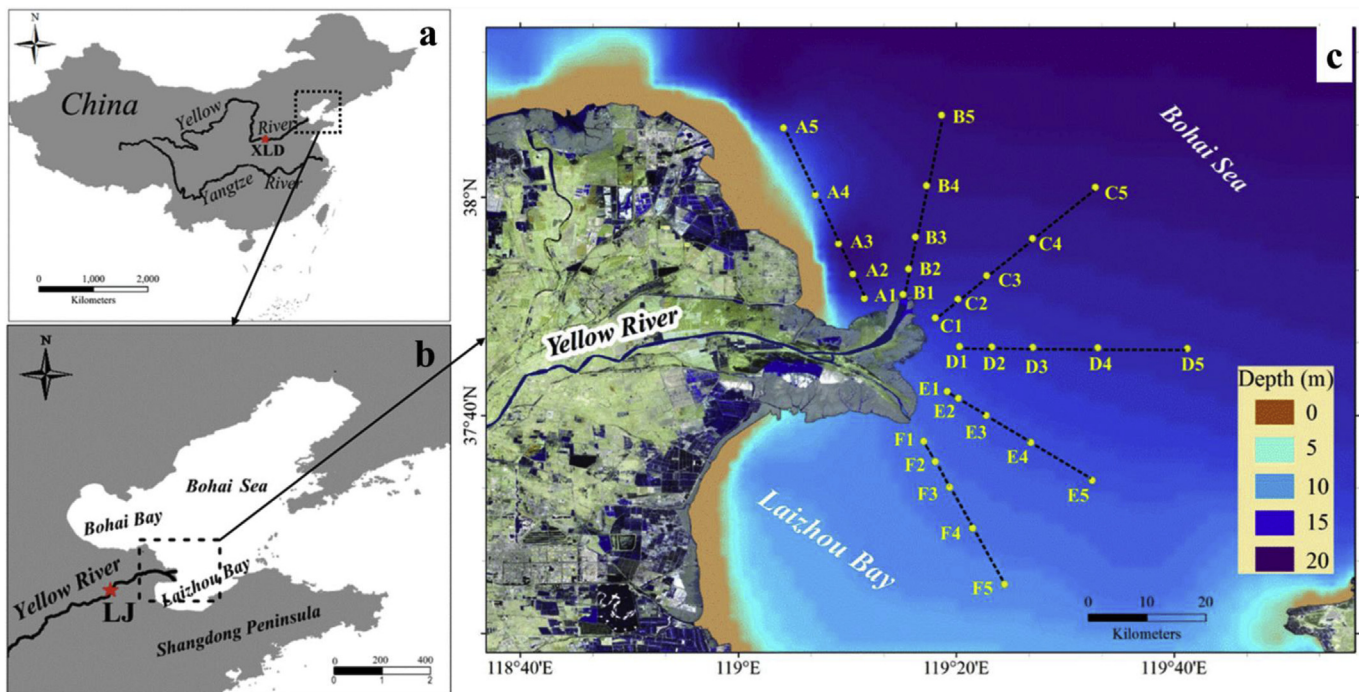 a
N
China
Yellow
River
XLD
Yangtze
River
0 1,000 2,000
Kilometers
b
N
Bohai Sea
Bohai Bay
Yellow River
Laizhou Bay
LJ
Shangdong Peninsula
0 200 400
0 1 2
c
38°N
37°40'N
118°40'E 119°E 119°20'E 119°40'E
Bohai Sea
Yellow River
Laizhou Bay
A5
A4
A3
A2
A1
B5
B4
B3
B2
B1
C5
C4
C3
C2
C1
D1 D2 D3 D4 D5
E1
E2
E3
E4
E5
F1
F2
F3
F4
F5
Depth (m)
0
5
10
15
20
0 10 20
Kilometers